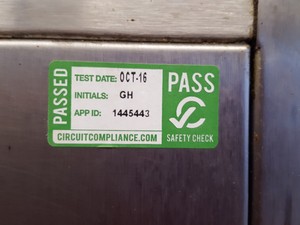 PASSED
TEST DATE: OCT-16
INITIALS: GH
APP ID: 1445443
CIRCUITCOMPLIANCE.COM
PASS
SAFETY CHECK